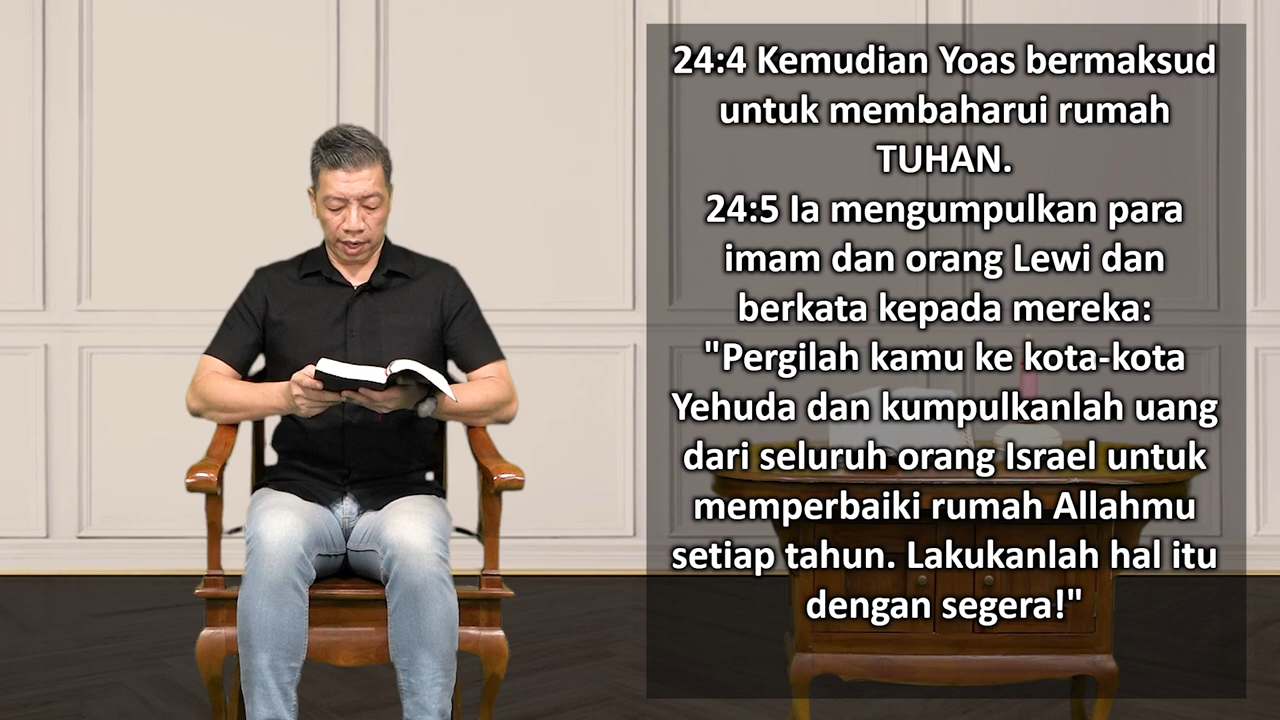 24:4 Kemudian Yoas bermaksud
untuk membaharui rumah
TUHAN.
24:5 Ia mengumpulkan para
imam dan orang Lewi dan
berkata kepada mereka:
"Pergilah kamu ke kota-kota
Yehuda dan kumpulkanlah uang
dari seluruh orang Israel untuk
memperbaiki rumah Allahmu
setiap tahun. Lakukanlah hal itu
dengan segera!"